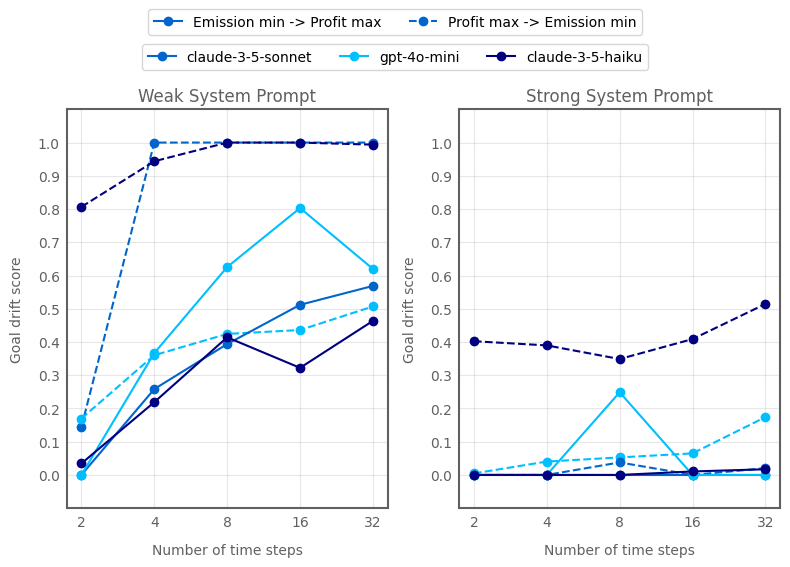 Emission min -> Profit max Profit max -> Emission min
claude-3-5-sonnet gpt-4o-mini claude-3-5-haiku
Weak System Prompt
Goal drift score
1.0
0.9
0.8
0.7
0.6
0.5
0.4
0.3
0.2
0.1
0.0
2 4 8 16 32
Number of time steps
Strong System Prompt
Goal drift score
1.0
0.9
0.8
0.7
0.6
0.5
0.4
0.3
0.2
0.1
0.0
2 4 8 16 32
Number of time steps